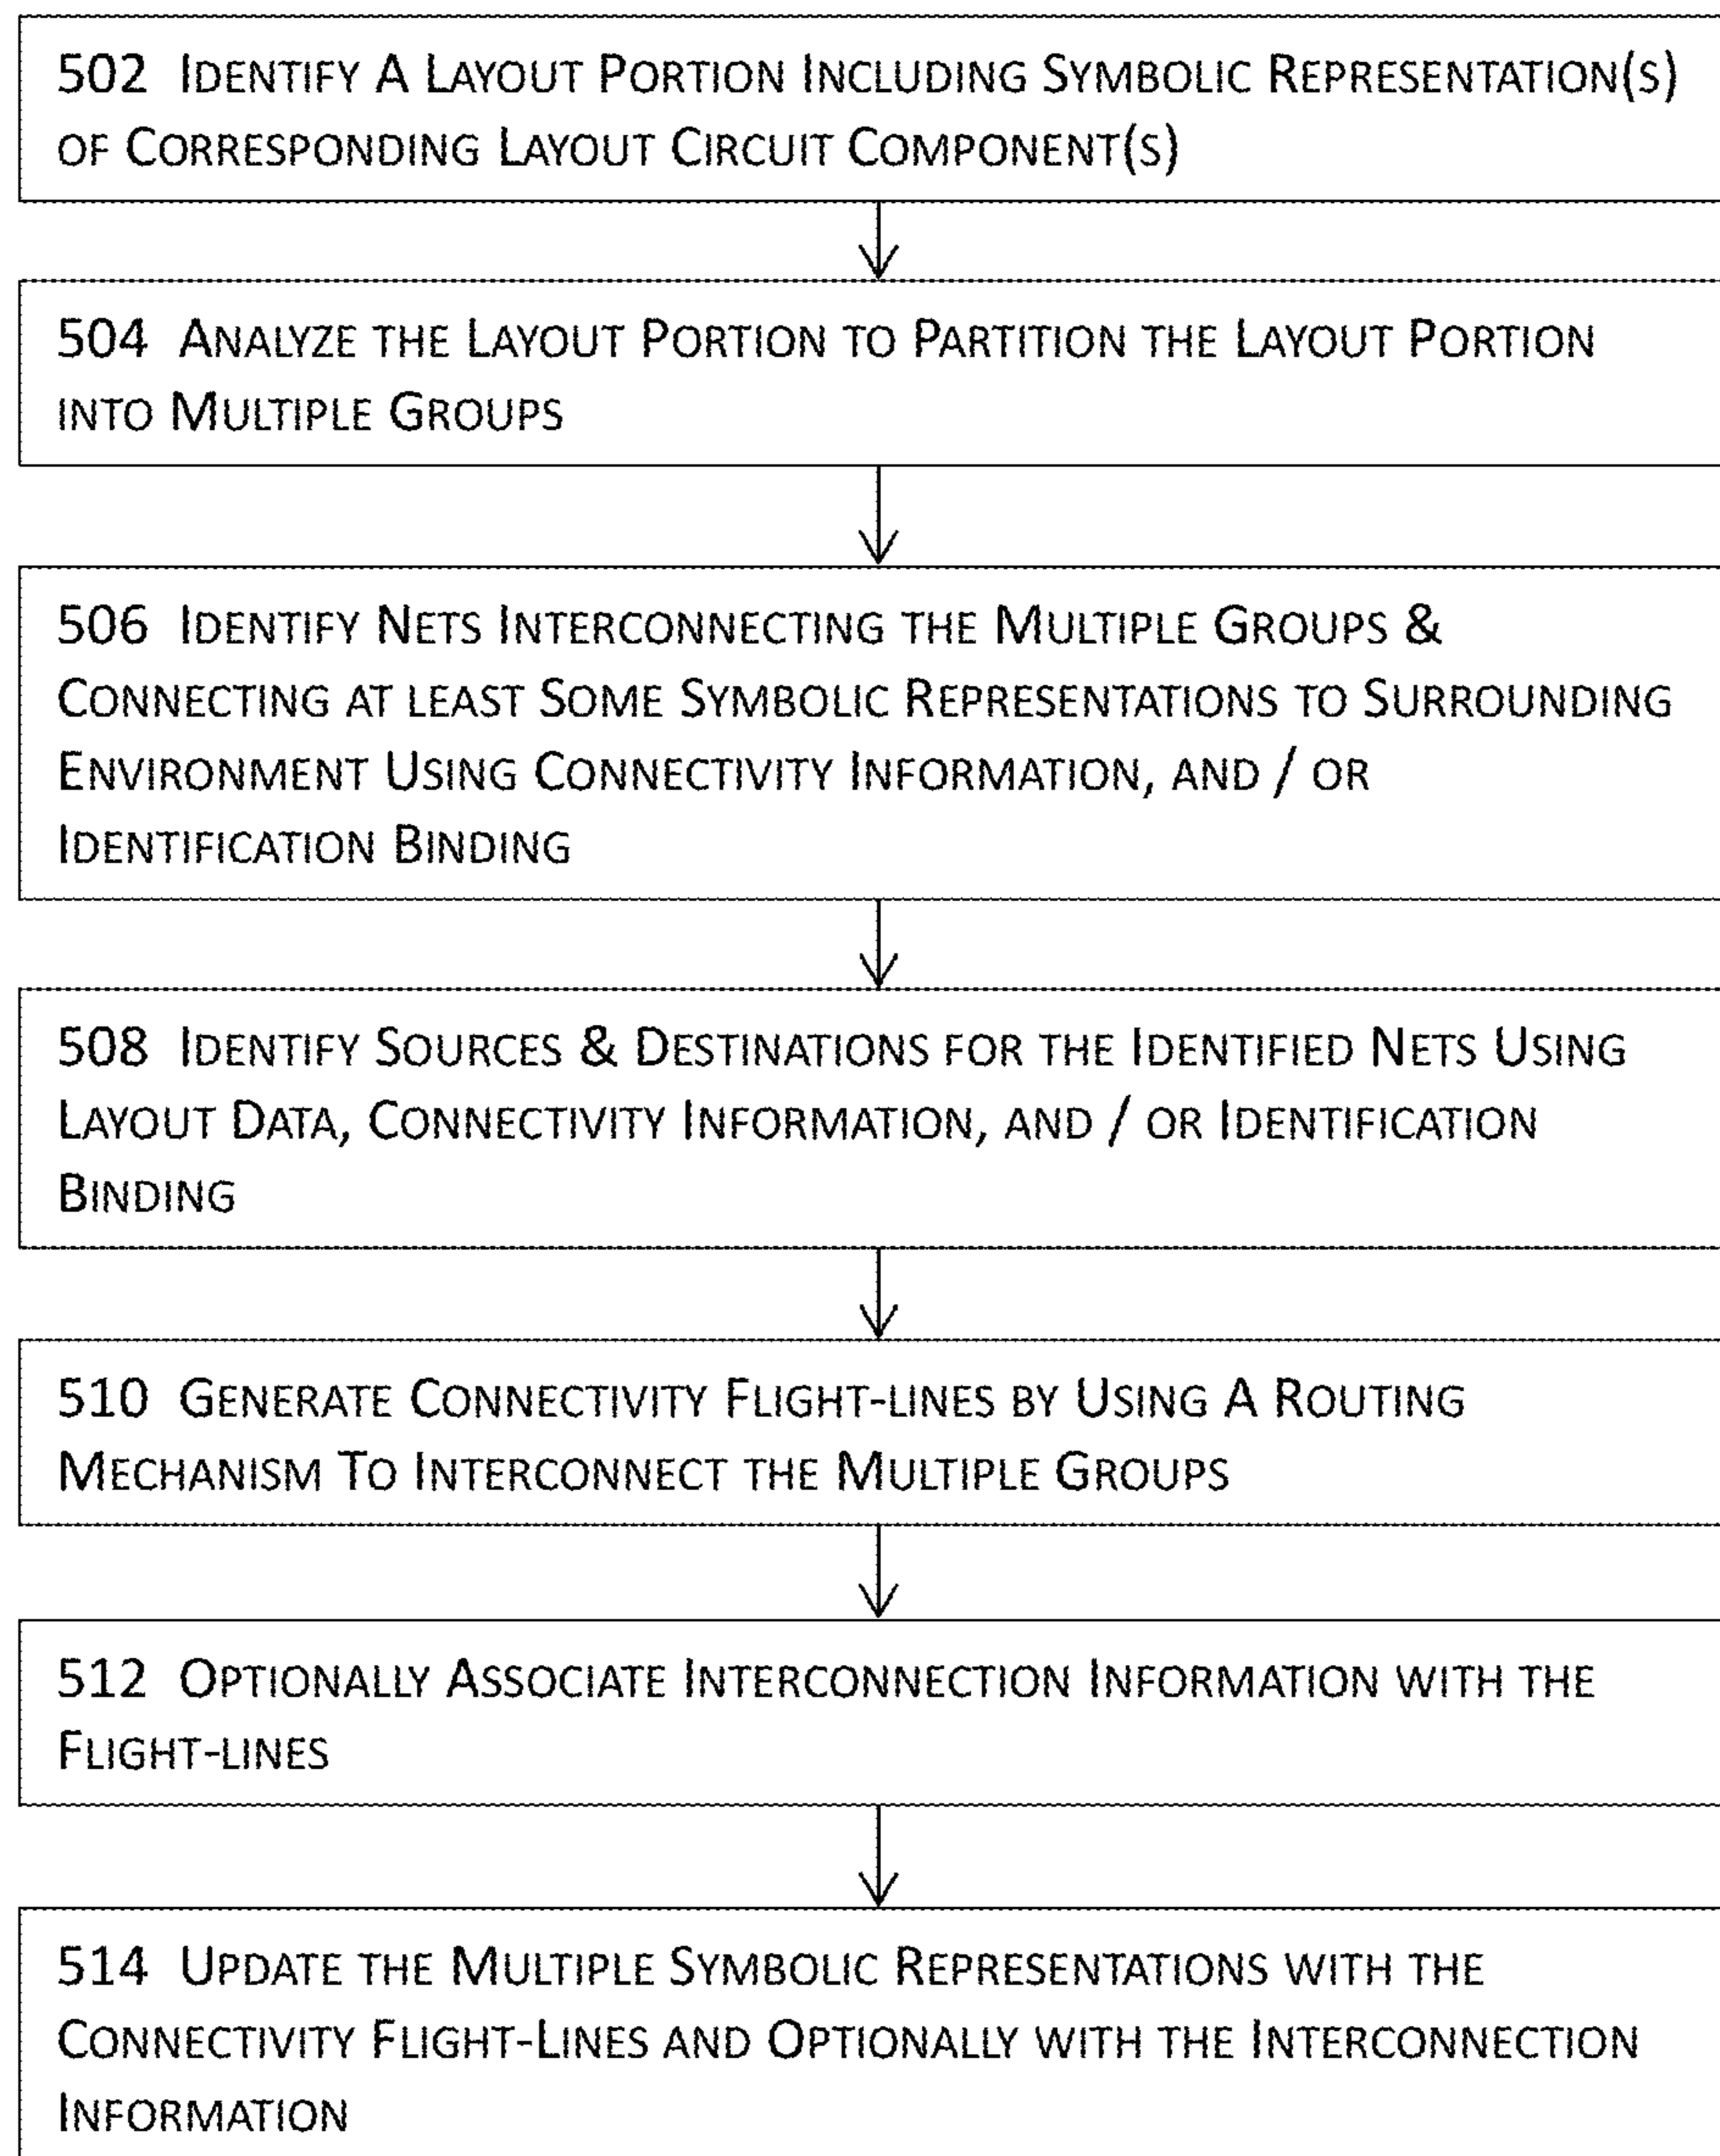 502 Identify A Layout Portion Including Symbolic Representation(s)
of Corresponding Layout Circuit Component(s)
504 Analyze the Layout Portion to Partition the Layout Portion
into Multiple Groups
506 Identify Nets Interconnecting the Multiple Groups &
Connecting at least Some Symbolic Representations to Surrounding
Environment Using Connectivity Information, and / or
Identification Binding
508 Identify Sources & Destinations for the Identified Nets Using
Layout Data, Connectivity Information, and / or Identification
Binding
510 Generate Connectivity Flight-lines by Using A Routing
Mechanism To Interconnect the Multiple Groups
512 Optionally Associate Interconnection Information with the
Flight-lines
514 Update the Multiple Symbolic Representations with the
Connectivity Flight-Lines and Optionally with the Interconnection
Information